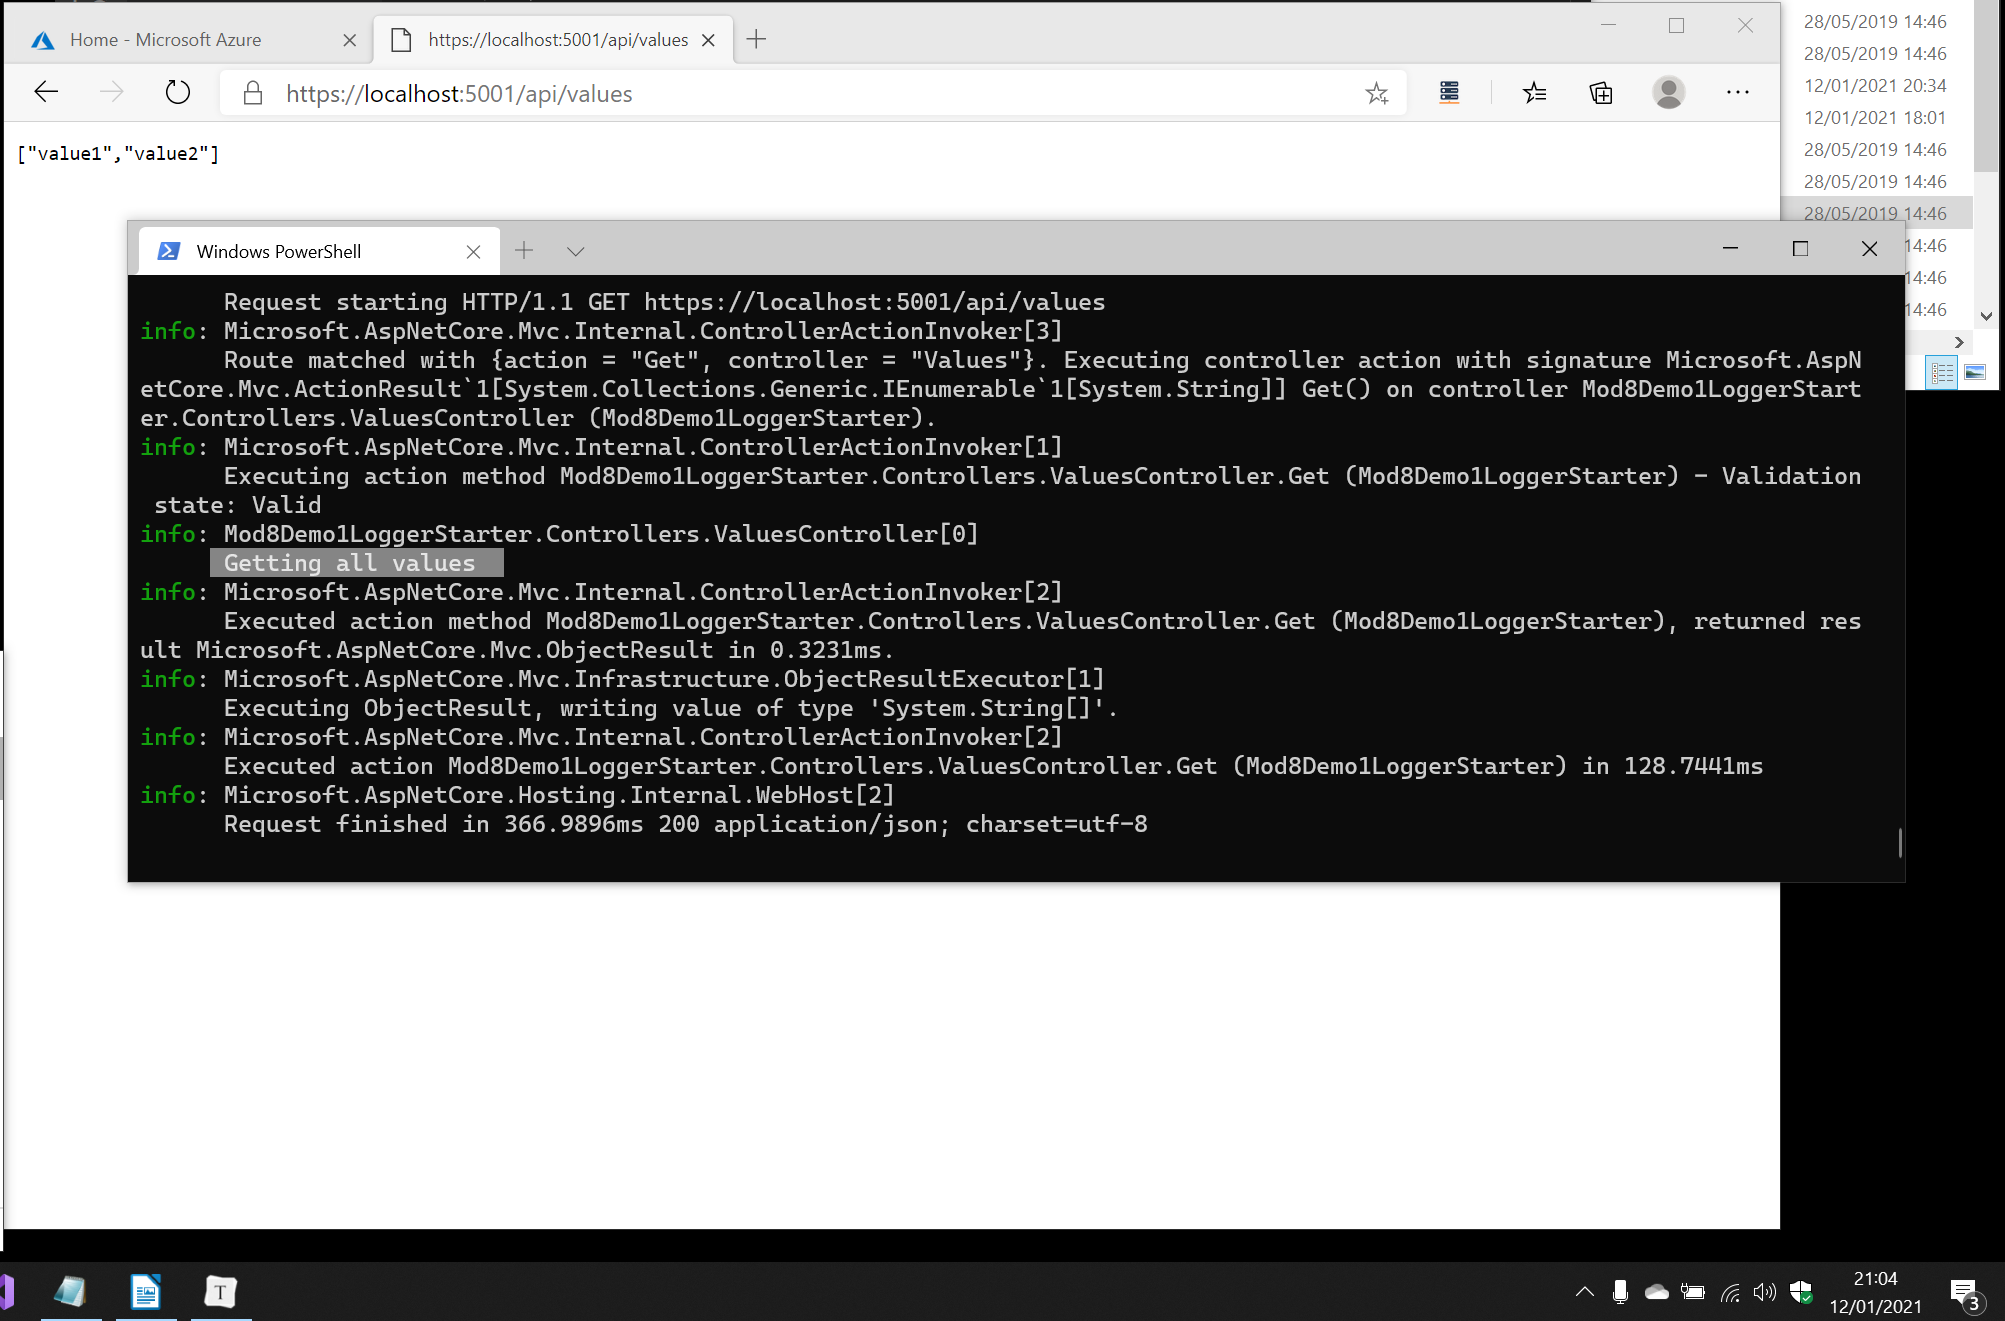 Home - Microsoft Azure
https://localhost:5001/api/values
https://localhost:5001/api/values
["value1","value2"]
28/05/2019 14:46
28/05/2019 14:46
12/01/2021 20:34
12/01/2021 18:01
28/05/2019 14:46
28/05/2019 14:46
28/05/2019 14:46
14:46
14:46
14:46
Windows PowerShell
Request starting HTTP/1.1 GET https://localhost:5001/api/values
info: Microsoft.AspNetCore.Mvc.Internal.ControllerActionInvoker[3]
Route matched with {action = "Get", controller = "Values"}. Executing controller action with signature Microsoft.AspN
etCore.Mvc.ActionResult`1[System.Collections.Generic.IEnumerable`1[System.String]] Get() on controller Mod8Demo1LoggerStart
er.Controllers.ValuesController (Mod8Demo1LoggerStarter).
info: Microsoft.AspNetCore.Mvc.Internal.ControllerActionInvoker[1]
Executing action method Mod8Demo1LoggerStarter.Controllers.ValuesController.Get (Mod8Demo1LoggerStarter) - Validation
state: Valid
info: Mod8Demo1LoggerStarter.Controllers.ValuesController[0]
Getting all values
info: Microsoft.AspNetCore.Mvc.Internal.ControllerActionInvoker[2]
Executed action method Mod8Demo1LoggerStarter.Controllers.ValuesController.Get (Mod8Demo1LoggerStarter), returned res
ult Microsoft.AspNetCore.Mvc.ObjectResult in 0.3231ms.
info: Microsoft.AspNetCore.Mvc.Infrastructure.ObjectResultExecutor[1]
Executing ObjectResult, writing value of type 'System.String[]'.
info: Microsoft.AspNetCore.Mvc.Internal.ControllerActionInvoker[2]
Executed action Mod8Demo1LoggerStarter.Controllers.ValuesController.Get (Mod8Demo1LoggerStarter) in 128.7441ms
info: Microsoft.AspNetCore.Hosting.Internal.WebHost[2]
Request finished in 366.9896ms 200 application/json; charset=utf-8
T
21:04
12/01/2021
3